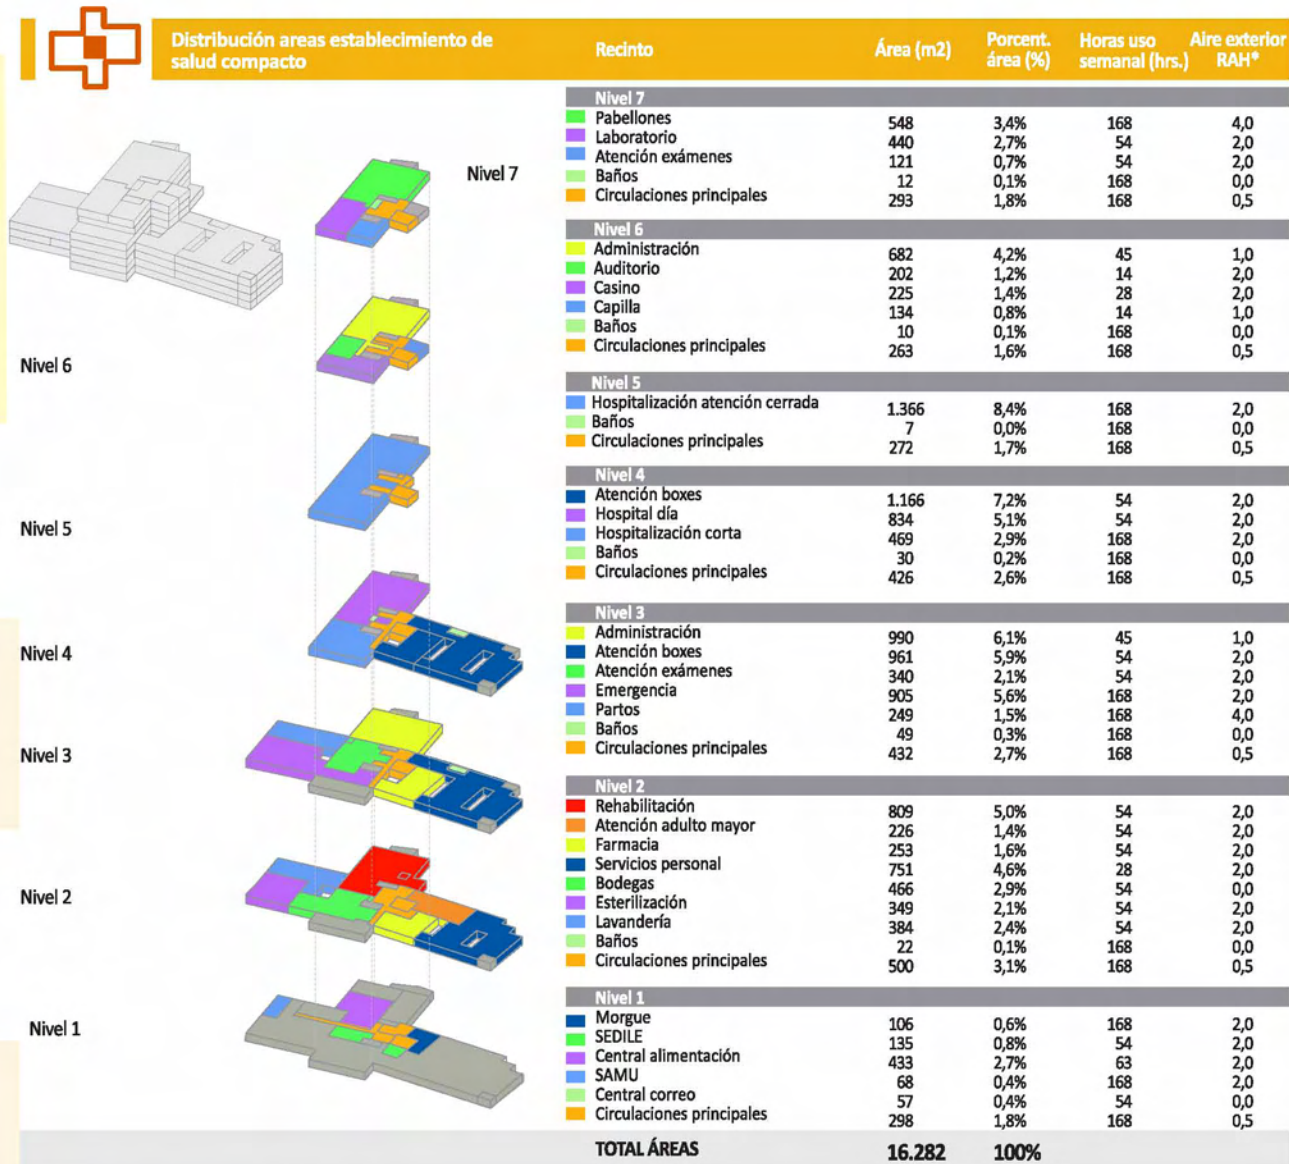 Distribución areas establecimiento de
salud compacto
Recinto Área (m2) Porcent. área (%) Horas uso semanal (hrs.) Aire exterior RAH*
Nivel 7
Nivel 6
Nivel 5
Nivel 4
Nivel 3
Nivel 2
Nivel 1
Nivel 7
Pabellones 548 3,4% 168 4,0
Laboratorio 440 2,7% 54 2,0
Atención exámenes 121 0,7% 54 2,0
Baños 12 0,1% 168 0,0
Circulaciones principales 293 1,8% 168 0,5
Nivel 6
Administración 682 4,2% 45 1,0
Auditorio 202 1,2% 14 2,0
Casino 225 1,4% 28 2,0
Capilla 134 0,8% 14 1,0
Baños 10 0,1% 168 0,0
Circulaciones principales 263 1,6% 168 0,5
Nivel 5
Hospitalización atención cerrada 1.366 8,4% 168 2,0
Baños 7 0,0% 168 0,0
Circulaciones principales 272 1,7% 168 0,5
Nivel 4
Atención boxes 1.166 7,2% 54 2,0
Hospital día 834 5,1% 54 2,0
Hospitalización corta 469 2,9% 168 2,0
Baños 30 0,2% 168 0,0
Circulaciones principales 426 2,6% 168 0,5
Nivel 3
Administración 990 6,1% 45 1,0
Atención boxes 961 5,9% 54 2,0
Atención exámenes 340 2,1% 54 2,0
Emergencia 905 5,6% 168 2,0
Partos 249 1,5% 168 4,0
Baños 49 0,3% 168 0,0
Circulaciones principales 432 2,7% 168 0,5
Nivel 2
Rehabilitación 809 5,0% 54 2,0
Atención adulto mayor 226 1,4% 54 2,0
Farmacia 253 1,6% 54 2,0
Servicios personal 751 4,6% 28 2,0
Bodegas 466 2,9% 54 0,0
Esterilización 349 2,1% 54 2,0
Lavandería 384 2,4% 54 2,0
Baños 22 0,1% 168 0,0
Circulaciones principales 500 3,1% 168 0,5
Nivel 1
Morgue 106 0,6% 168 2,0
SEDILE 135 0,8% 54 2,0
Central alimentación 433 2,7% 63 2,0
SAMU 68 0,4% 168 2,0
Central correo 57 0,4% 54 0,0
Circulaciones principales 298 1,8% 168 0,5
TOTAL ÁREAS 16.282 100%